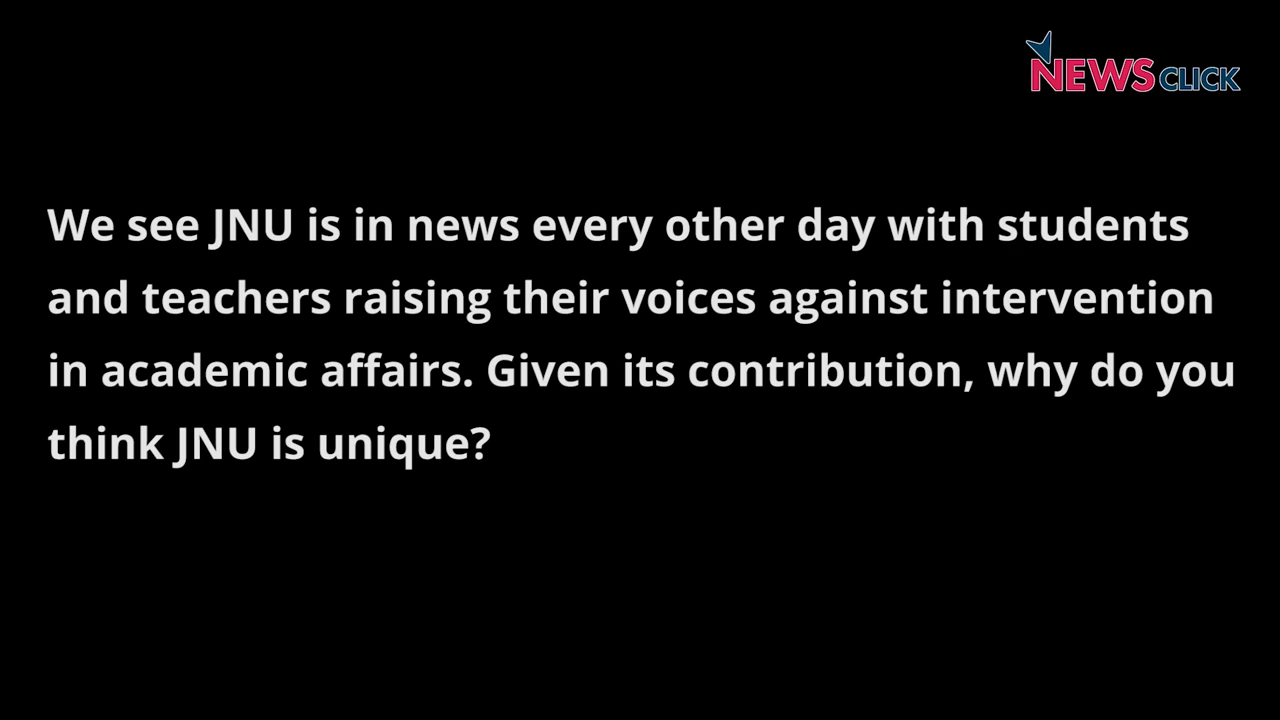 NEWSCLICK
We see JNU is in news every other day with students
and teachers raising their voices against intervention
in academic affairs. Given its contribution, why do you
think JNU is unique?